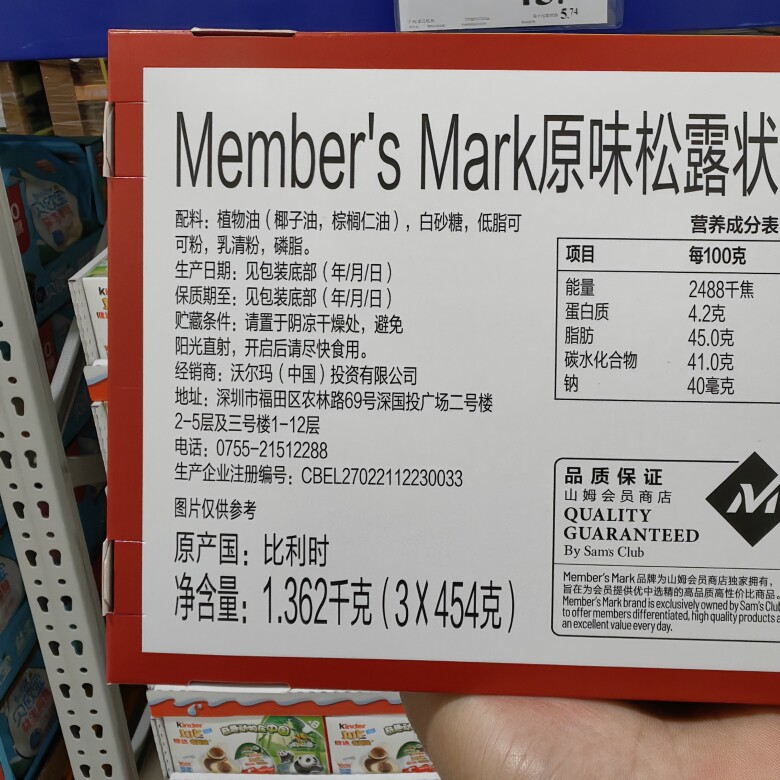 5.74
Member's Mark原味松露状
配料：植物油（椰子油，棕榈仁油），白砂糖，低脂可
可粉，乳清粉，磷脂。
生产日期：见包装底部（年/月/日）
保质期至：见包装底部（年/月/日）
贮藏条件：请置于阴凉干燥处，避免
阳光直射，开启后请尽快食用。
经销商：沃尔玛（中国）投资有限公司
地址：深圳市福田区农林路69号深国投广场二号楼
2-5层及三号楼1-12层
电话：0755-21512288
生产企业注册编号：CBEL27022112230033
图片仅供参考
原产国：比利时
净含量：1.362千克（3X454克）
营养成分表
项目 每100克
能量 2488千焦
蛋白质 4.2克
脂肪 45.0克
碳水化合物 41.0克
钠 40毫克
品质保证
山姆会员商店
QUALITY
GUARANTEED
By Sam's Club
Member's Mark品牌为山姆会员商店独家拥有，
旨在为会员提供优中选精的高品质高性价比商品。
Member's Mark brand is exclusively owned by Sam's Club
to offer members differentiated, high quality products a
an excellent value every day.
Kinder
Kinder